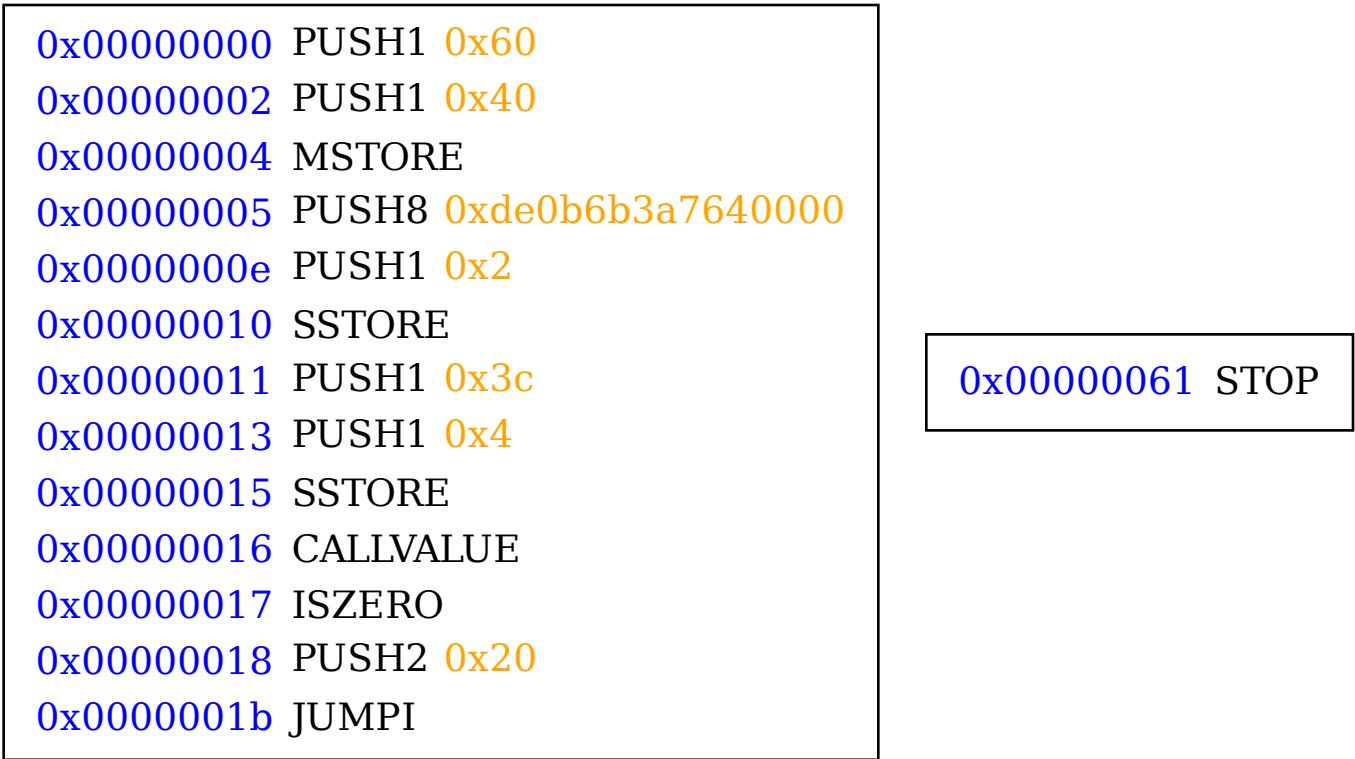 0x00000000 PUSH1 0x60
0x00000002 PUSH1 0x40
0x00000004 MSTORE
0x00000005 PUSH8 0xde0b6b3a7640000
0x0000000e PUSH1 0x2
0x00000010 SSTORE
0x00000011 PUSH1 0x3c
0x00000013 PUSH1 0x4
0x00000015 SSTORE
0x00000016 CALLVALUE
0x00000017 ISZERO
0x00000018 PUSH2 0x20
0x0000001b JUMPI
0x00000061 STOP